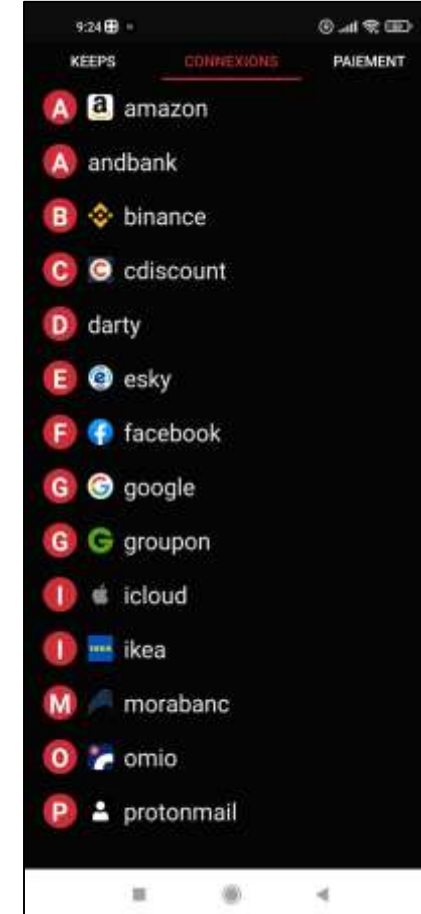 9:24
KEEPS CONNEXIONS PAIEMENT
A a amazon
A andbank
B binance
C C cdiscount
D darty
E e esky
F f facebook
G G google
G G groupon
I icloud
I IKEA ikea
M morabanc
O omio
P protonmail